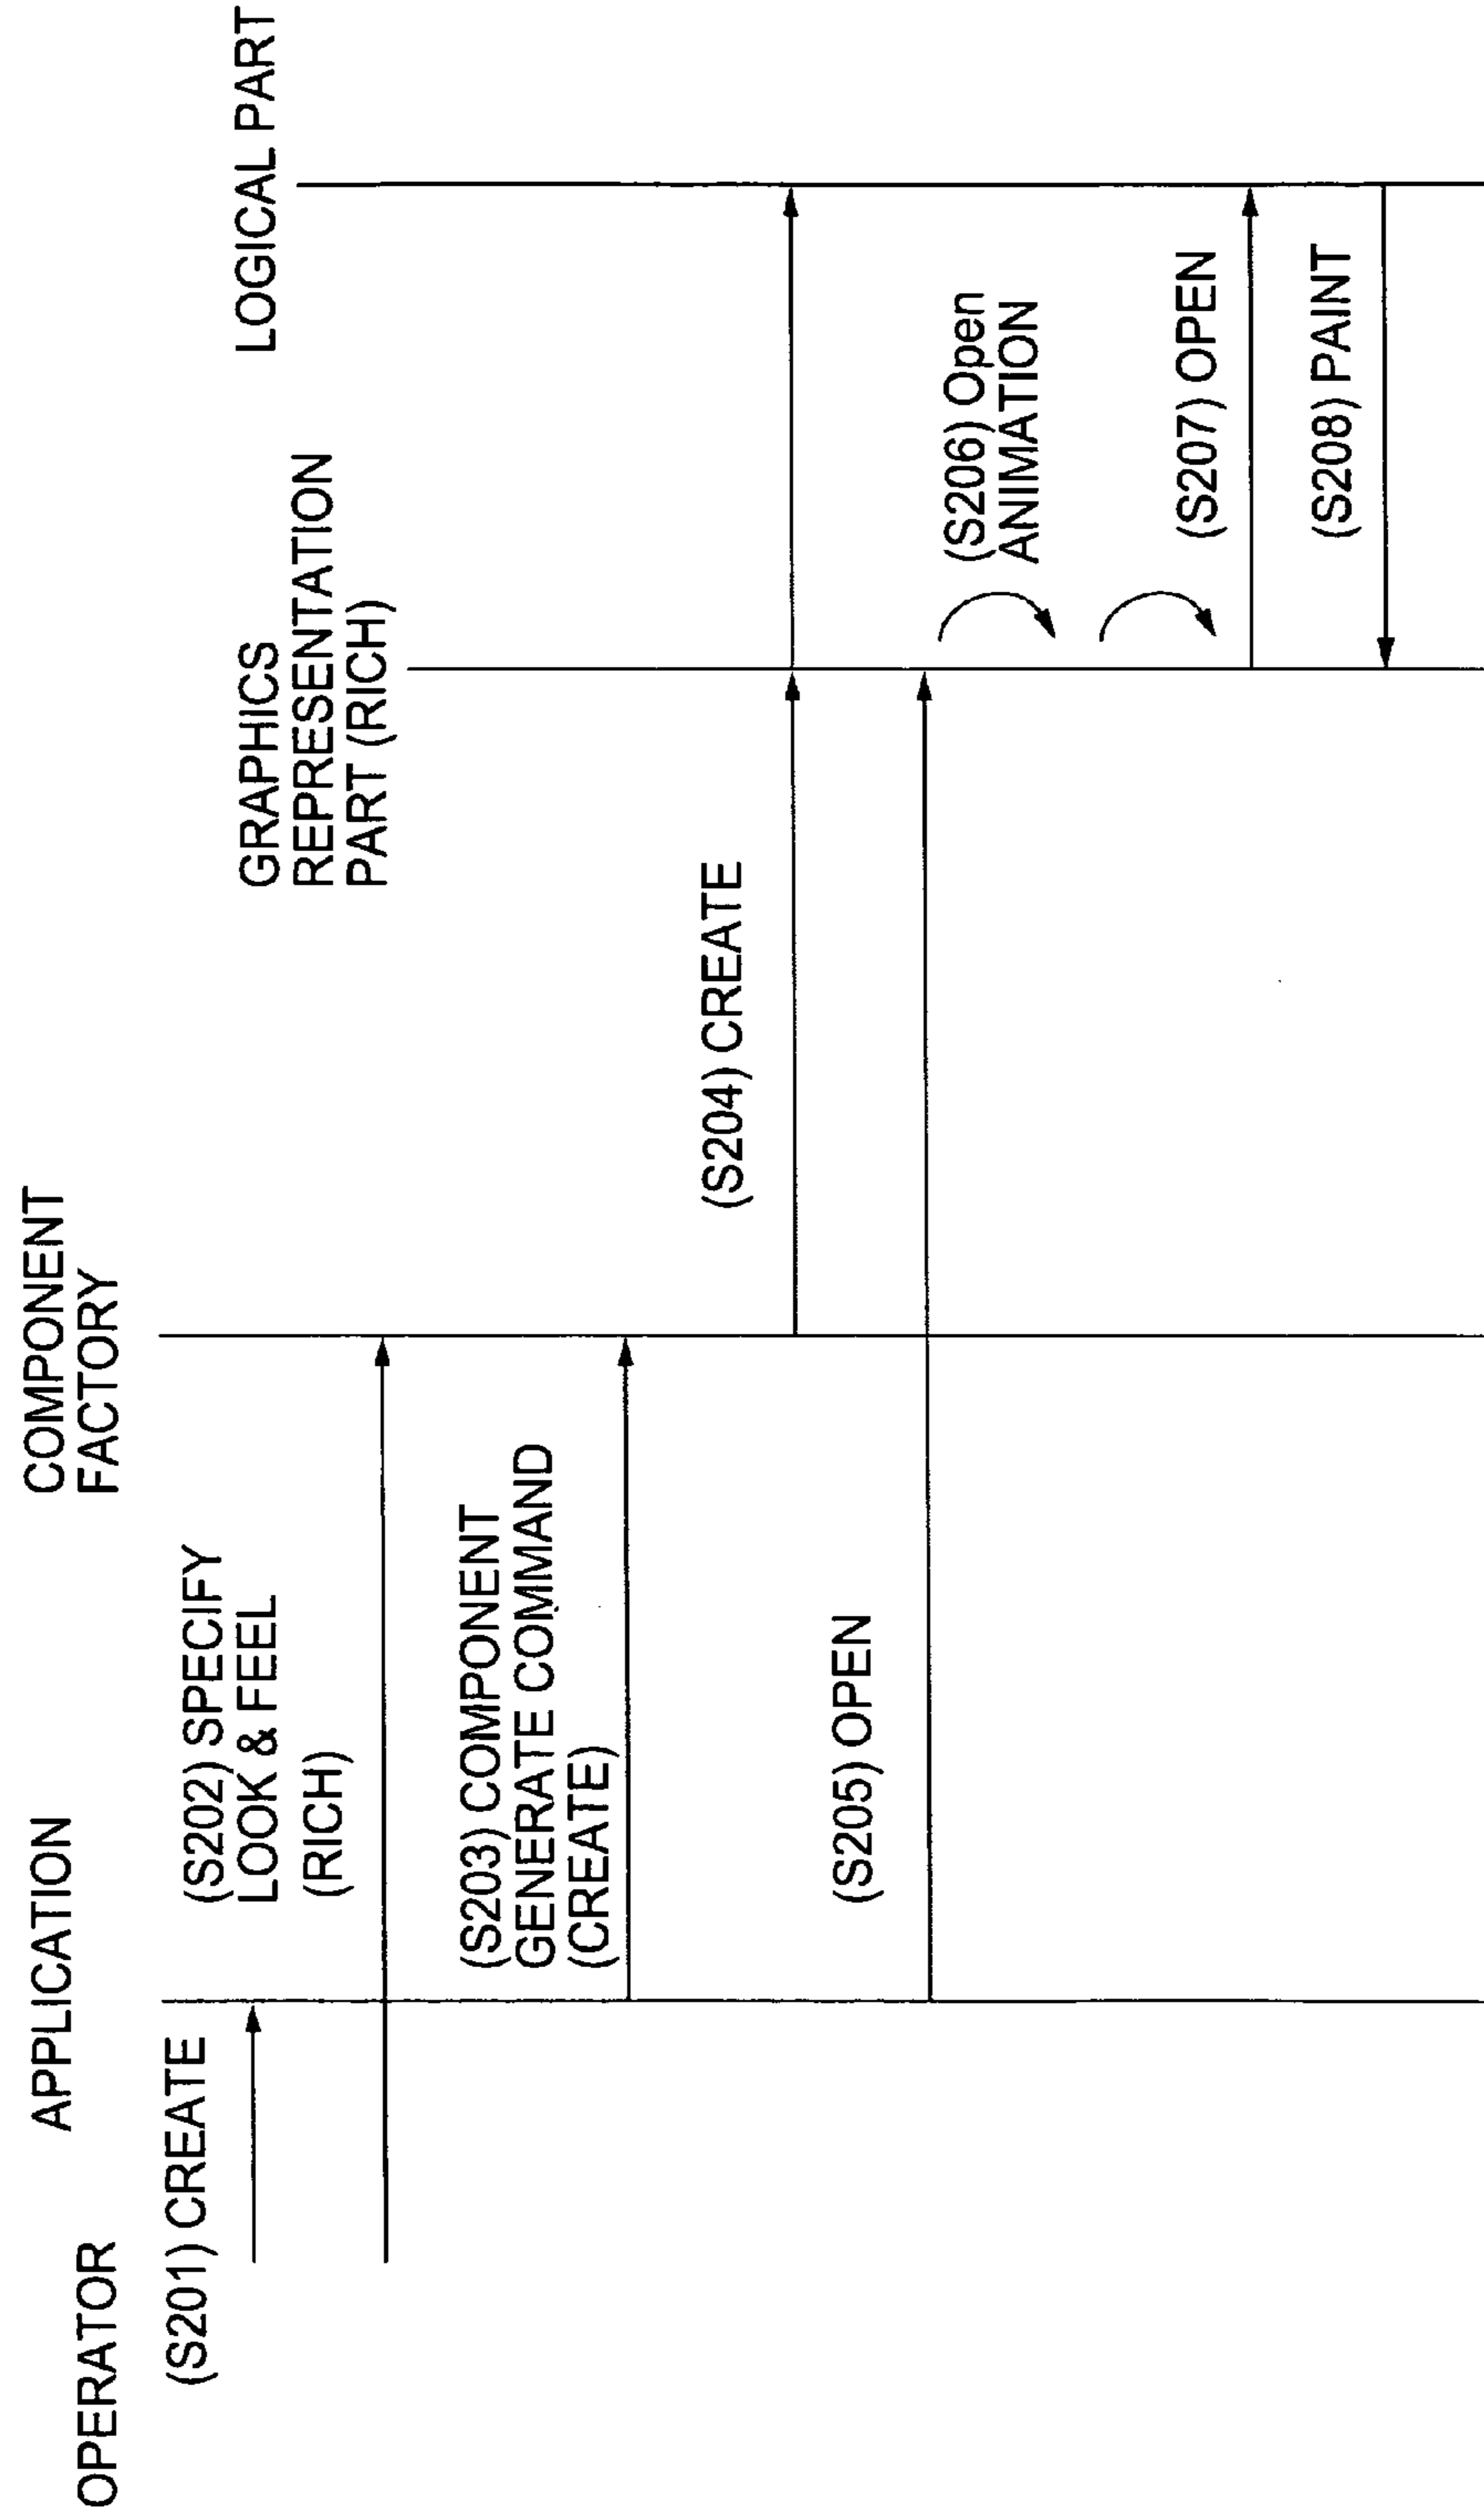 OPERATOR
APPLICATION
COMPONENT
FACTORY
GRAPHICS
REPRESENTATION
PART (RICH)
LOGICAL PART
(S201) CREATE
(S202) SPECIFY
LOOK & FEEL
(RICH)
(S203) COMPONENT
GENERATE COMMAND
(CREATE)
(S204) CREATE
(S205) OPEN
(S206) Open
ANIMATION
(S207) OPEN
(S208) PAINT